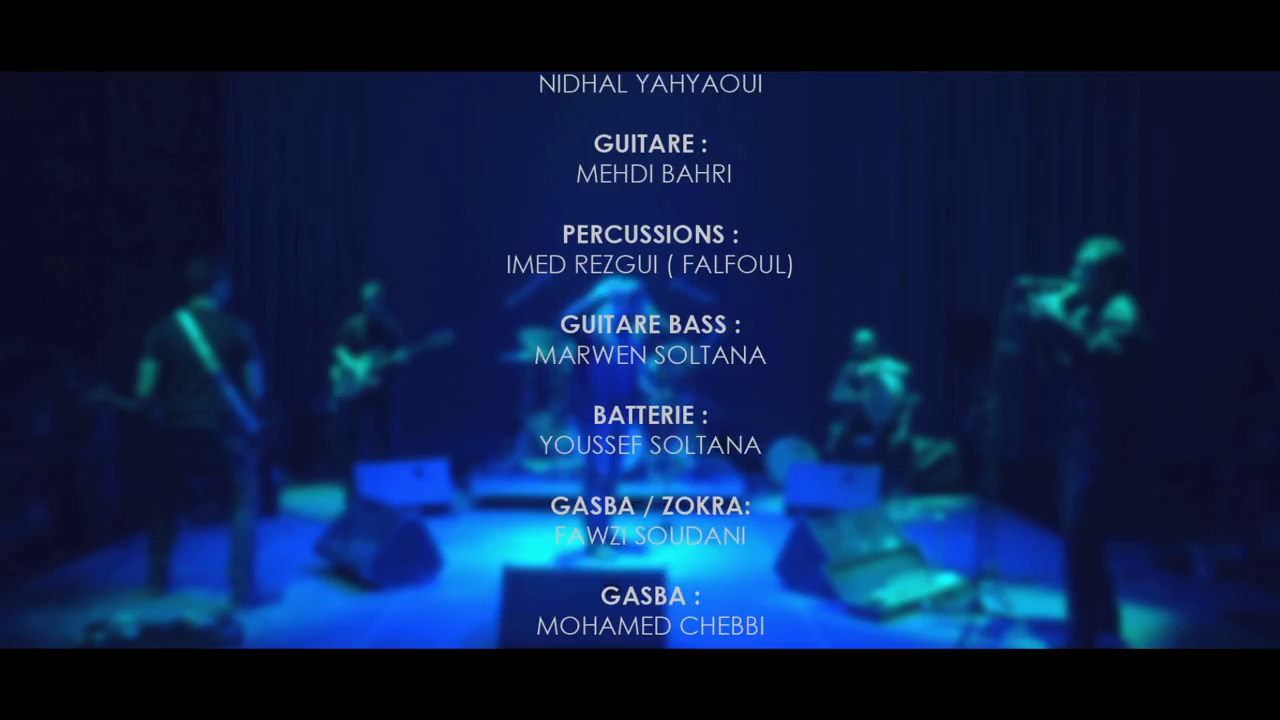 NIDHAL YAHYAOUI
GUITARE :
MEHDI BAHRI
PERCUSSIONS :
IMED REZGUI ( FALFOUL)
GUITARE BASS :
MARWEN SOLTANA
BATTERIE :
YOUSSEF SOLTANA
GASBA / ZOKRA:
FAWZI SOUDANI
GASBA :
MOHAMED CHEBBI